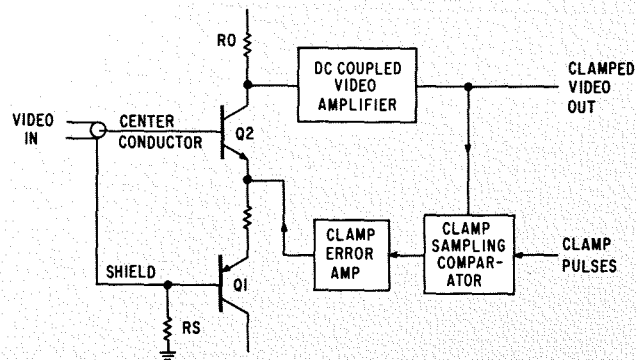 RO
DC COUPLED
VIDEO
AMPLIFIER
CLAMPED
VIDEO
OUT
VIDEO
IN
CENTER
CONDUCTOR
Q2
CLAMP
ERROR
AMP
CLAMP
SAMPLING
COMPAR-
ATOR
CLAMP
PULSES
SHIELD
Q1
RS